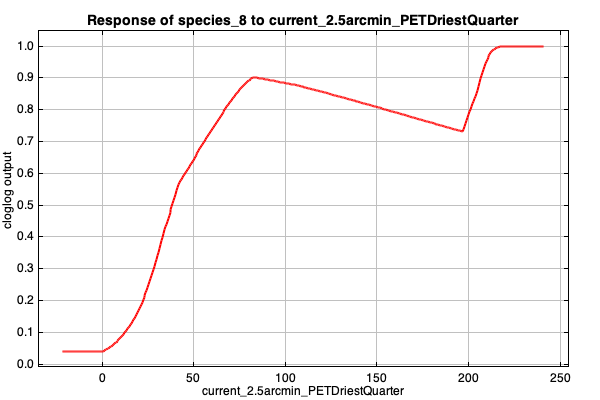 Response of species_8 to current_2.5arcmin_PETDriestQuarter
cloglog output
1.0
0.9
0.8
0.7
0.6
0.5
0.4
0.3
0.2
0.1
0.0
0 50 100 150 200 250
current_2.5arcmin_PETDriestQuarter